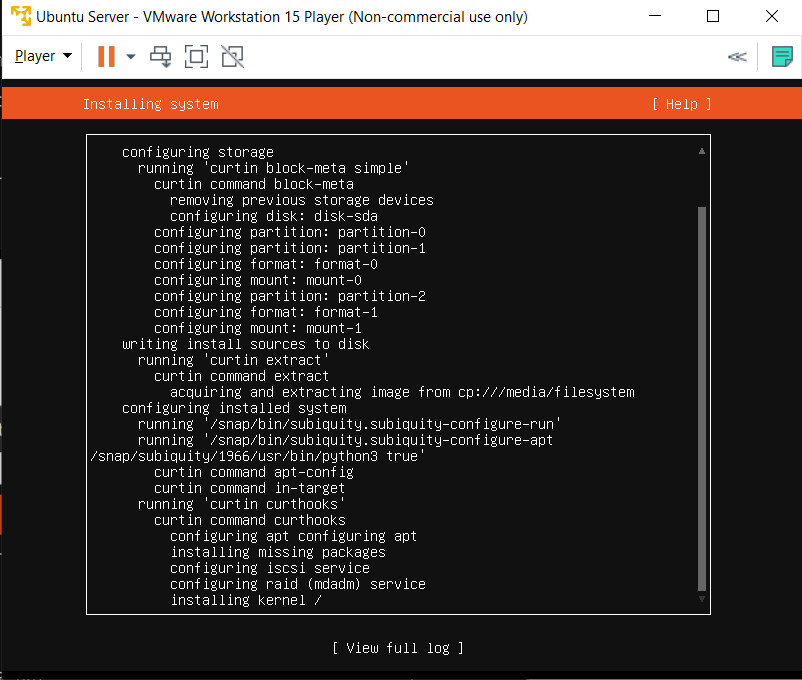 Ubuntu Server - VMware Workstation 15 Player (Non-commercial use only)
Player
Installing system [ Help ]
configuring storage
running 'curtin block-meta simple'
curtin command block-meta
removing previous storage devices
configuring disk: disk-sda
configuring partition: partition-0
configuring partition: partition-1
configuring format: format-0
configuring mount: mount-0
configuring partition: partition-2
configuring format: format-1
configuring mount: mount-1
writing install sources to disk
running 'curtin extract'
curtin command extract
acquiring and extracting image from cp:///media/filesystem
configuring installed system
running '/snap/bin/subiquity.subiquity-configure-run'
running '/snap/bin/subiquity.subiquity-configure-apt
/snap/subiquity/1966/usr/bin/python3 true'
curtin command apt-config
curtin command in-target
running 'curtin curthooks'
curtin command curthooks
configuring apt configuring apt
installing missing packages
configuring iscsi service
configuring raid (mdadm) service
installing kernel /
[ View full log ]